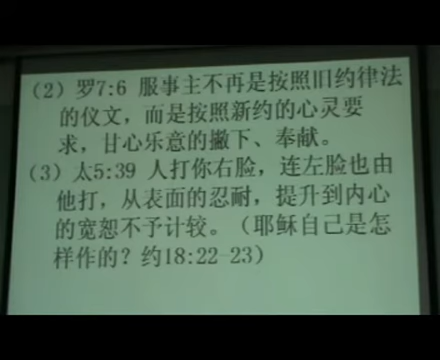 （2）罗7:6 服事主不再是按照旧约律法
的仪文，而是按照新约的心灵要
求，甘心乐意的撇下、奉献。
（3）太5:39 人打你右脸，连左脸也由
他打，从表面的忍耐，提升到内心
的宽恕不予计较。（耶稣自己是怎
样作的？约18:22-23）